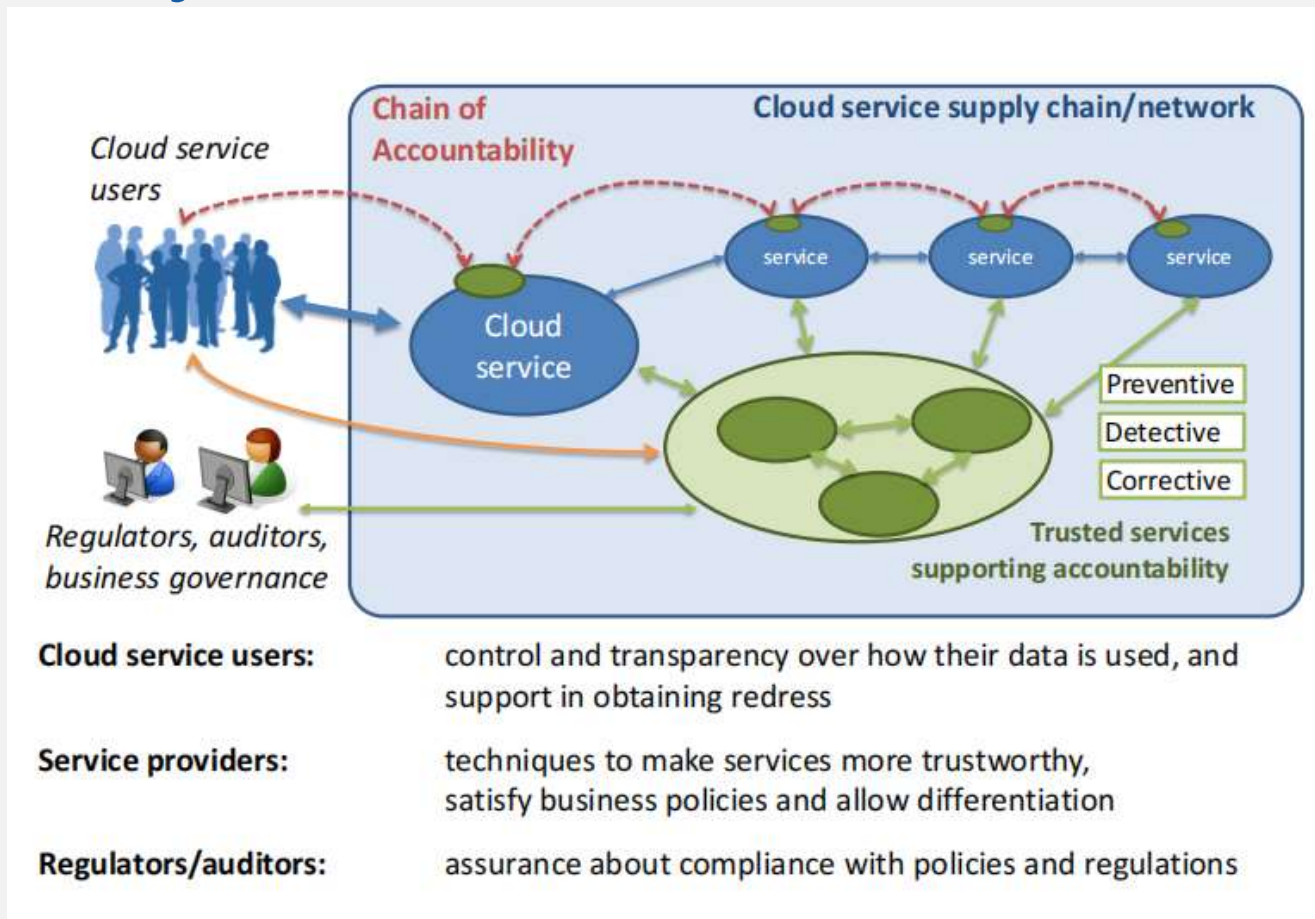 Chain of
Accountability
Cloud service supply chain/network
Cloud service
users
service
service
service
Cloud
service
Preventive
Detective
Corrective
Regulators, auditors,
business governance
Trusted services
supporting accountability
Cloud service users: control and transparency over how their data is used, and
support in obtaining redress
Service providers: techniques to make services more trustworthy,
satisfy business policies and allow differentiation
Regulators/auditors: assurance about compliance with policies and regulations